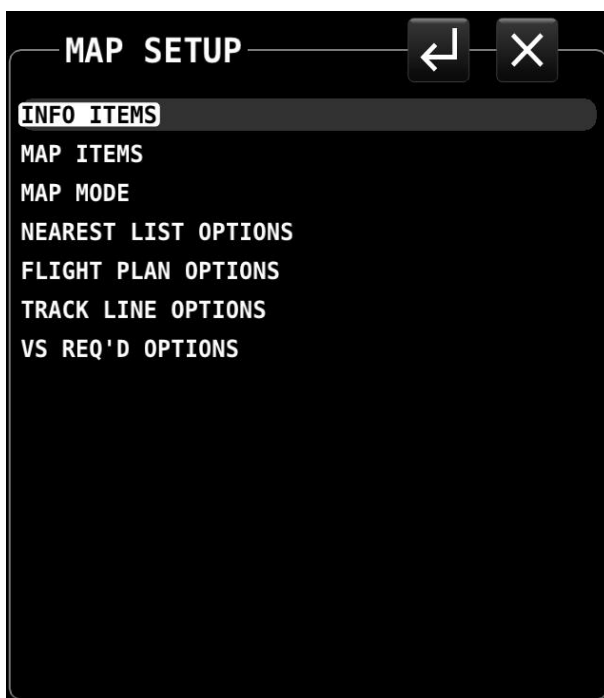 MAP SETUP
INFO ITEMS
MAP ITEMS
MAP MODE
NEAREST LIST OPTIONS
FLIGHT PLAN OPTIONS
TRACK LINE OPTIONS
VS REQ'D OPTIONS